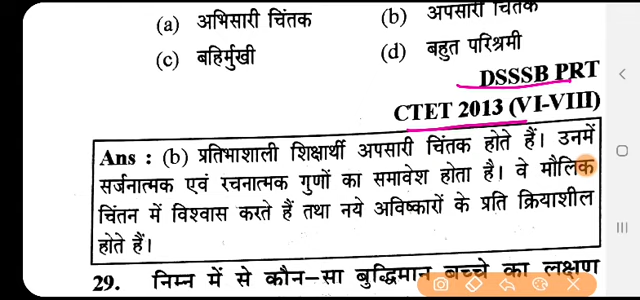 (a) अभिसारी चिंतक (b) अपसारी चिंतक
(c) बहिर्मुखी (d) बहुत परिश्रमी
DSSSB PRT
CTET 2013 (VI-VIII)
Ans : (b) प्रतिभाशाली शिक्षार्थी अपसारी चिंतक होते हैं। उनमें
सर्जनात्मक एवं रचनात्मक गुणों का समावेश होता है। वे मौलिक
चिंतन में विश्वास करते हैं तथा नये अविष्कारों के प्रति क्रियाशील
होते हैं।
29. निम्न में से कौन-सा बुद्धिमान बच्चे का लक्षण